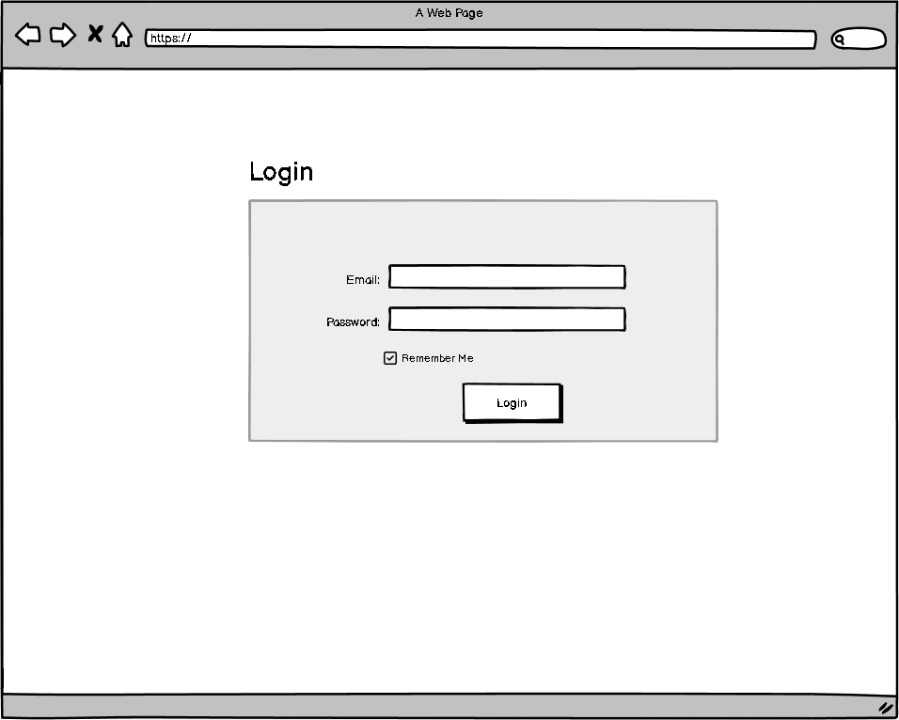 A Web Page
https://
Login
Email:
Password:
Remember Me
Login